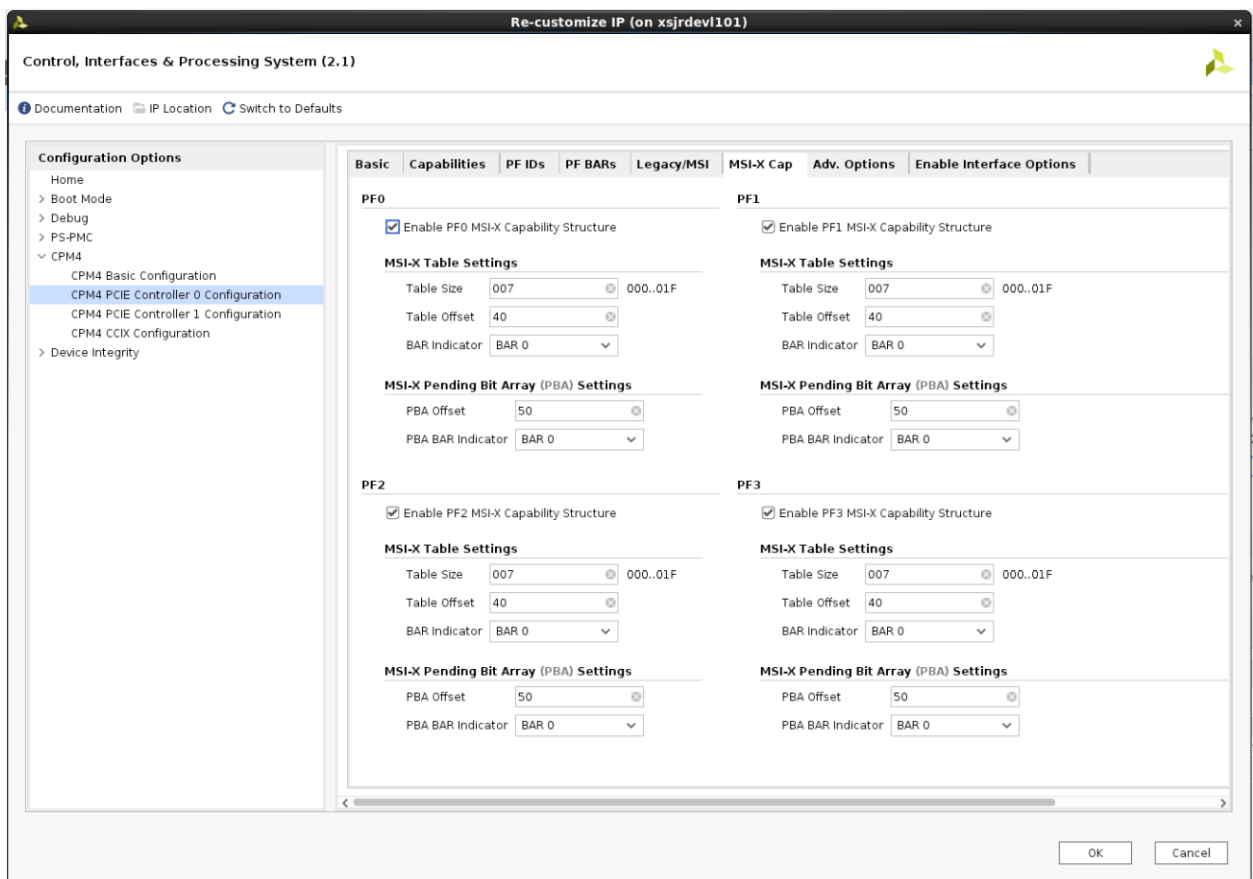 Re-customize IP (on xsjrdevl101)
Control, Interfaces & Processing System (2.1)
Documentation IP Location Switch to Defaults
Configuration Options
Home
Boot Mode
Debug
PS-PMC
CPM4
CPM4 Basic Configuration
CPM4 PCIE Controller 0 Configuration
CPM4 PCIE Controller 1 Configuration
CPM4 CCIX Configuration
Device Integrity
Basic Capabilities PF IDs PF BARs Legacy/MSI MSI-X Cap Adv. Options Enable Interface Options
PF0
Enable PF0 MSI-X Capability Structure
MSI-X Table Settings
Table Size 007 000..01F
Table Offset 40
BAR Indicator BAR 0
MSI-X Pending Bit Array (PBA) Settings
PBA Offset 50
PBA BAR Indicator BAR 0
PF1
Enable PF1 MSI-X Capability Structure
MSI-X Table Settings
Table Size 007 000..01F
Table Offset 40
BAR Indicator BAR 0
MSI-X Pending Bit Array (PBA) Settings
PBA Offset 50
PBA BAR Indicator BAR 0
PF2
Enable PF2 MSI-X Capability Structure
MSI-X Table Settings
Table Size 007 000..01F
Table Offset 40
BAR Indicator BAR 0
MSI-X Pending Bit Array (PBA) Settings
PBA Offset 50
PBA BAR Indicator BAR 0
PF3
Enable PF3 MSI-X Capability Structure
MSI-X Table Settings
Table Size 007 000..01F
Table Offset 40
BAR Indicator BAR 0
MSI-X Pending Bit Array (PBA) Settings
PBA Offset 50
PBA BAR Indicator BAR 0
OK Cancel